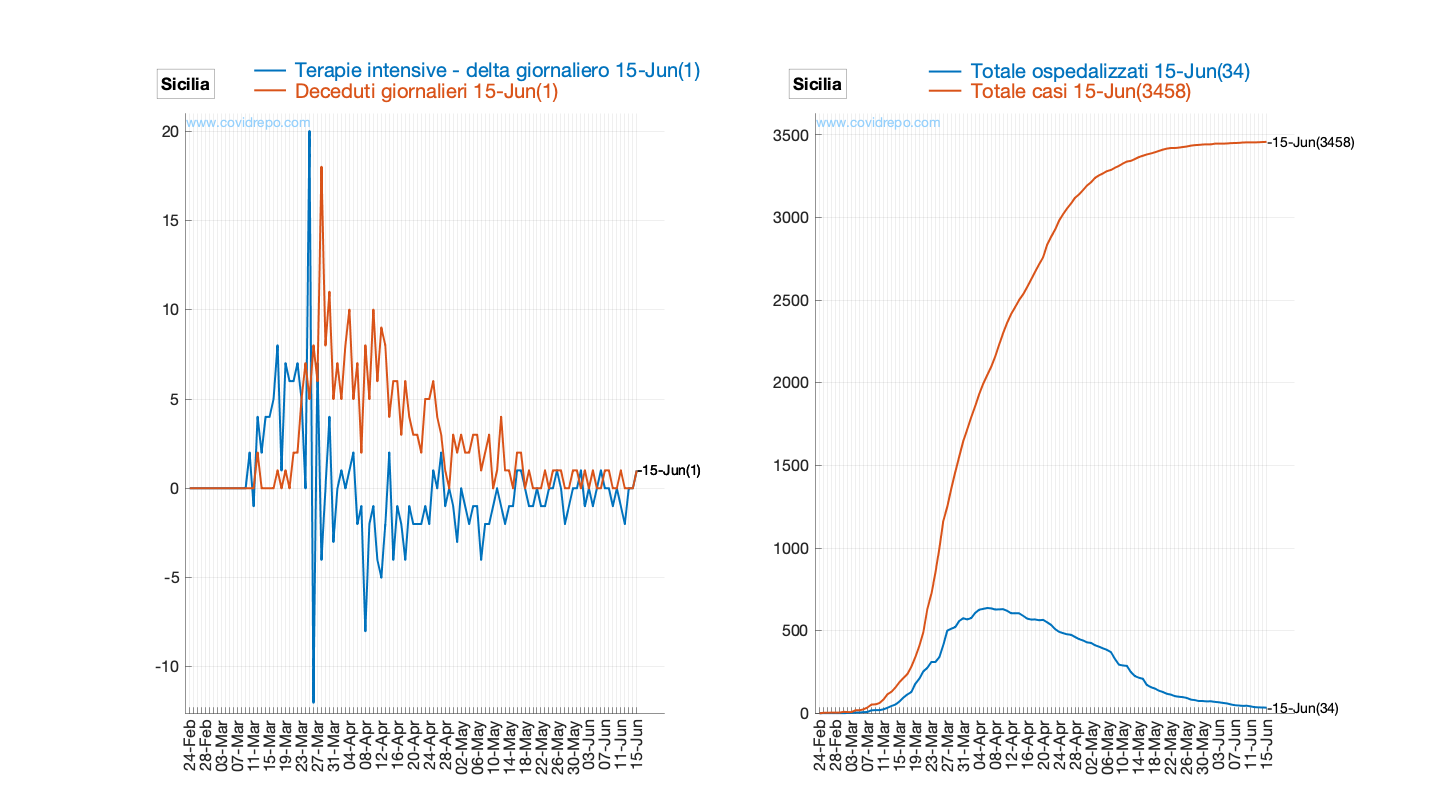 Sicilia
Terapie intensive - delta giornaliero 15-Jun(1)
Deceduti giornalieri 15-Jun(1)
www.covidrepo.com
20
15
10
5
0
-5
-10
-15-Jun(1)
24-Feb
28-Feb
03-Mar
07-Mar
11-Mar
15-Mar
19-Mar
23-Mar
27-Mar
31-Mar
04-Apr
08-Apr
12-Apr
16-Apr
20-Apr
24-Apr
28-Apr
02-May
06-May
10-May
14-May
18-May
22-May
26-May
30-May
03-Jun
07-Jun
11-Jun
15-Jun
Sicilia
Totale ospedalizzati 15-Jun(34)
Totale casi 15-Jun(3458)
www.covidrepo.com
3500
3000
2500
2000
1500
1000
500
0
-15-Jun(3458)
-15-Jun(34)
24-Feb
28-Feb
03-Mar
07-Mar
11-Mar
15-Mar
19-Mar
23-Mar
27-Mar
31-Mar
04-Apr
08-Apr
12-Apr
16-Apr
20-Apr
24-Apr
28-Apr
02-May
06-May
10-May
14-May
18-May
22-May
26-May
30-May
03-Jun
07-Jun
11-Jun
15-Jun